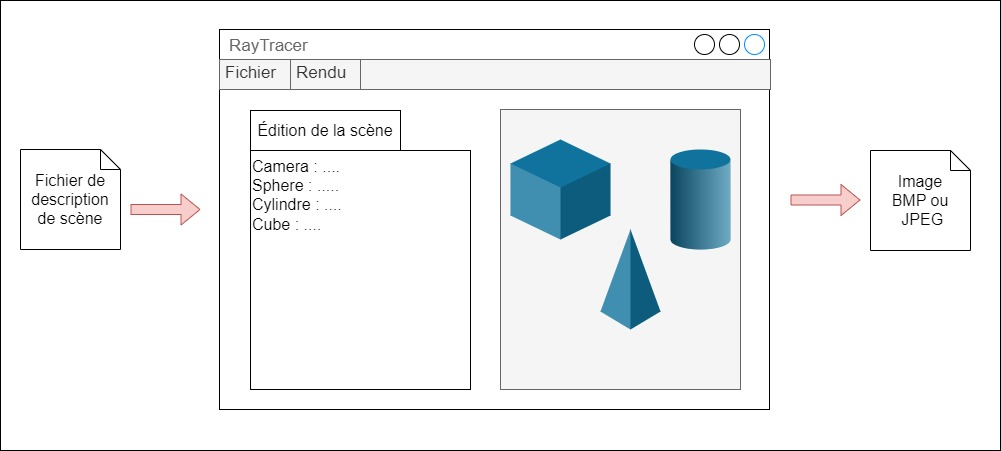 RayTracer
Fichier
Rendu
Édition de la scène
Camera : ....
Sphere : .....
Cylindre : ....
Cube : ....
Fichier de
description
de scène
Image
BMP ou
JPEG